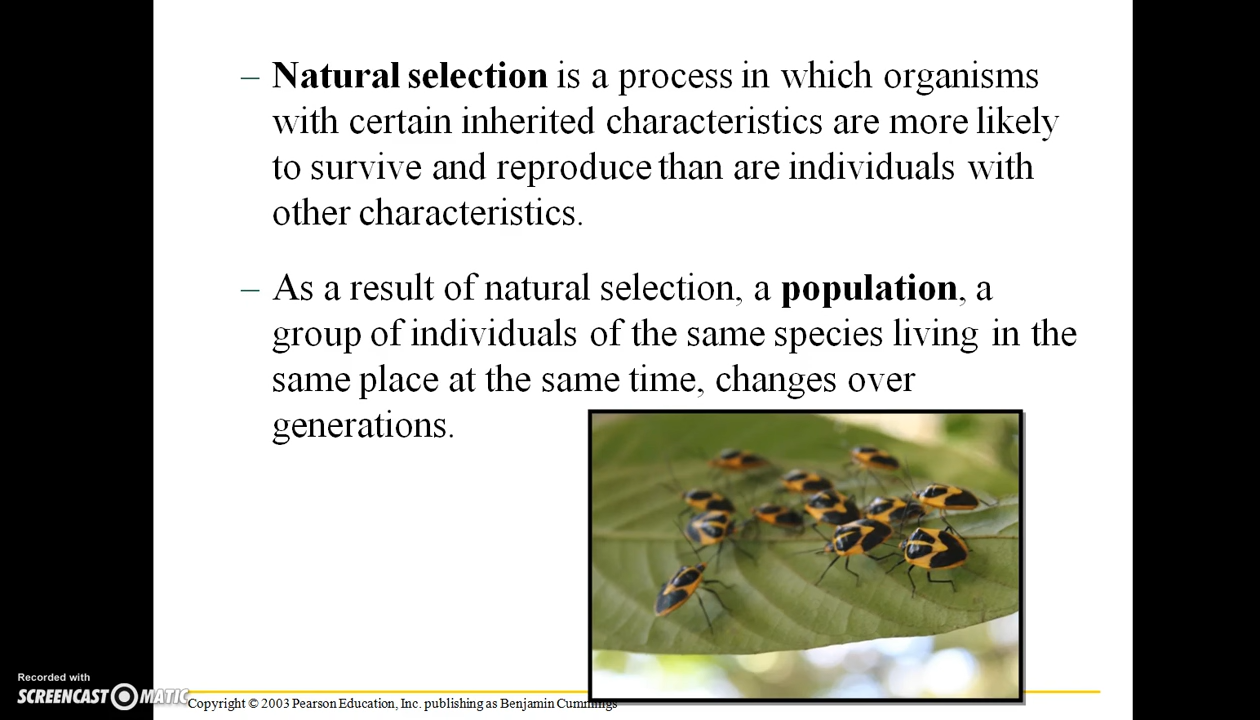 – Natural selection is a process in which organisms
with certain inherited characteristics are more likely
to survive and reproduce than are individuals with
other characteristics.
– As a result of natural selection, a population, a
group of individuals of the same species living in the
same place at the same time, changes over
generations.
Recorded with
SCREENCAST O MATIC
Copyright © 2003 Pearson Education, Inc. publishing as Benjamin Cummings